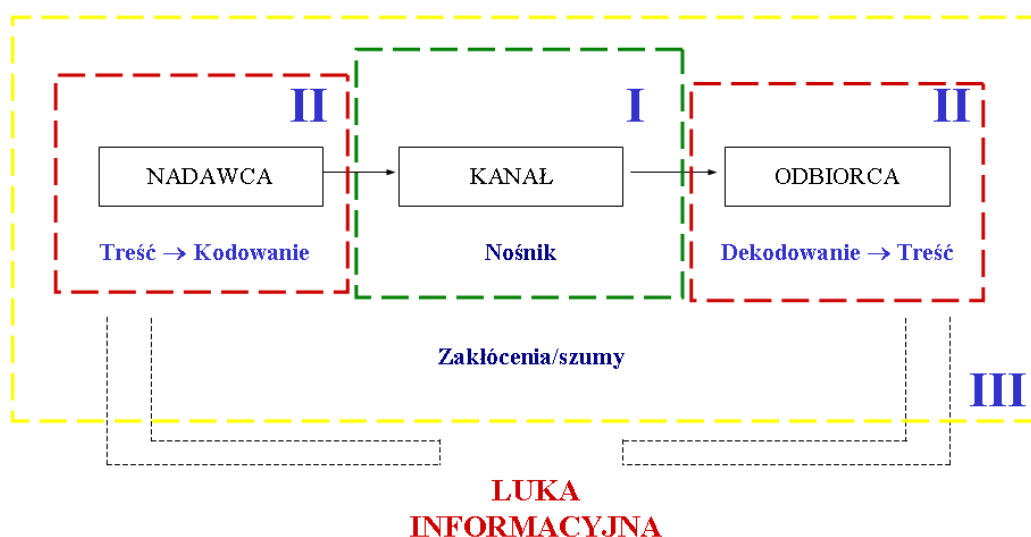 II
I
II
NADAWCA
KANAŁ
ODBIORCA
Treść → Kodowanie
Nośnik
Dekodowanie → Treść
Zakłócenia/szumy
III
LUKA
INFORMACYJNA